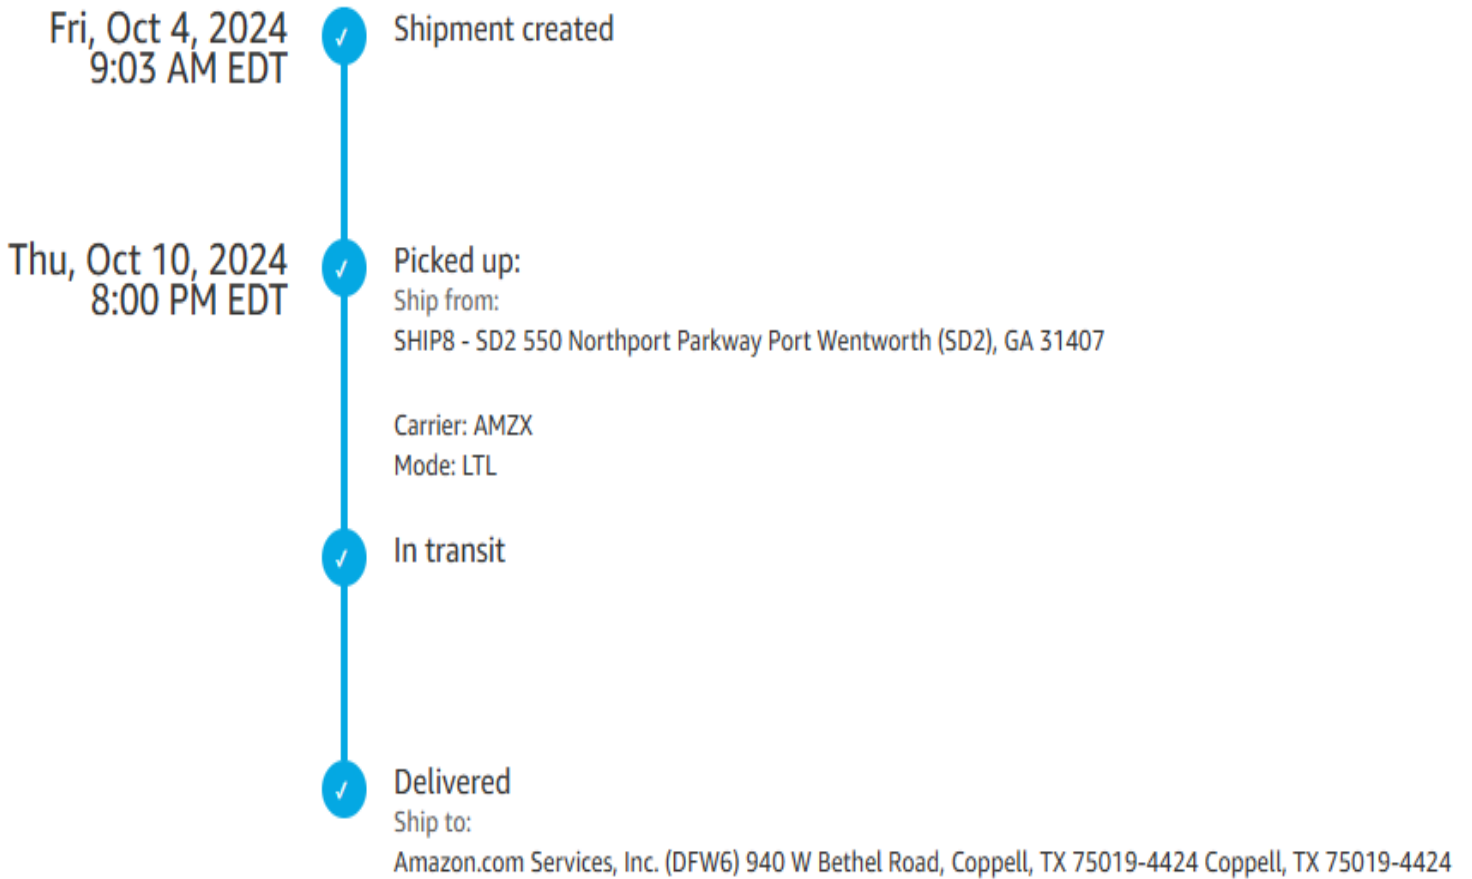 Fri, Oct 4, 2024
9:03 AM EDT
Shipment created
Thu, Oct 10, 2024
8:00 PM EDT
Picked up:
Ship from:
SHIP8 - SD2 550 Northport Parkway Port Wentworth (SD2), GA 31407
Carrier: AMZX
Mode: LTL
In transit
Delivered
Ship to:
Amazon.com Services, Inc. (DFW6) 940 W Bethel Road, Coppell, TX 75019-4424 Coppell, TX 75019-4424